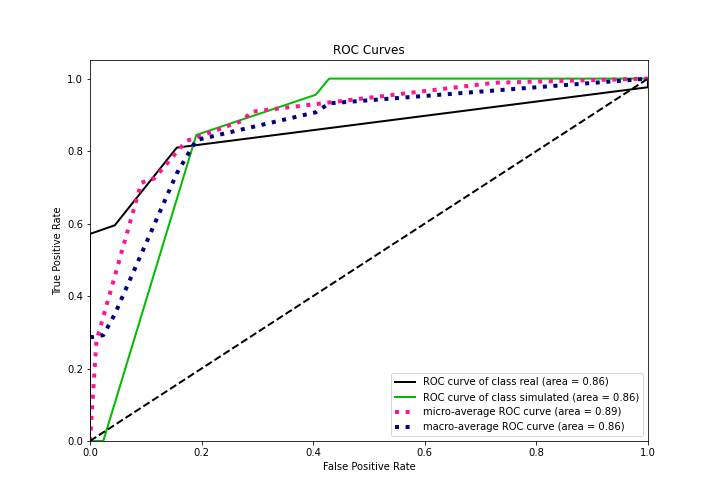 ROC Curves
True Positive Rate
1.0
0.8
0.6
0.4
0.2
0.0
0.0 0.2 0.4 0.6 0.8 1.0
False Positive Rate
ROC curve of class real (area = 0.86)
ROC curve of class simulated (area = 0.86)
micro-average ROC curve (area = 0.89)
macro-average ROC curve (area = 0.86)